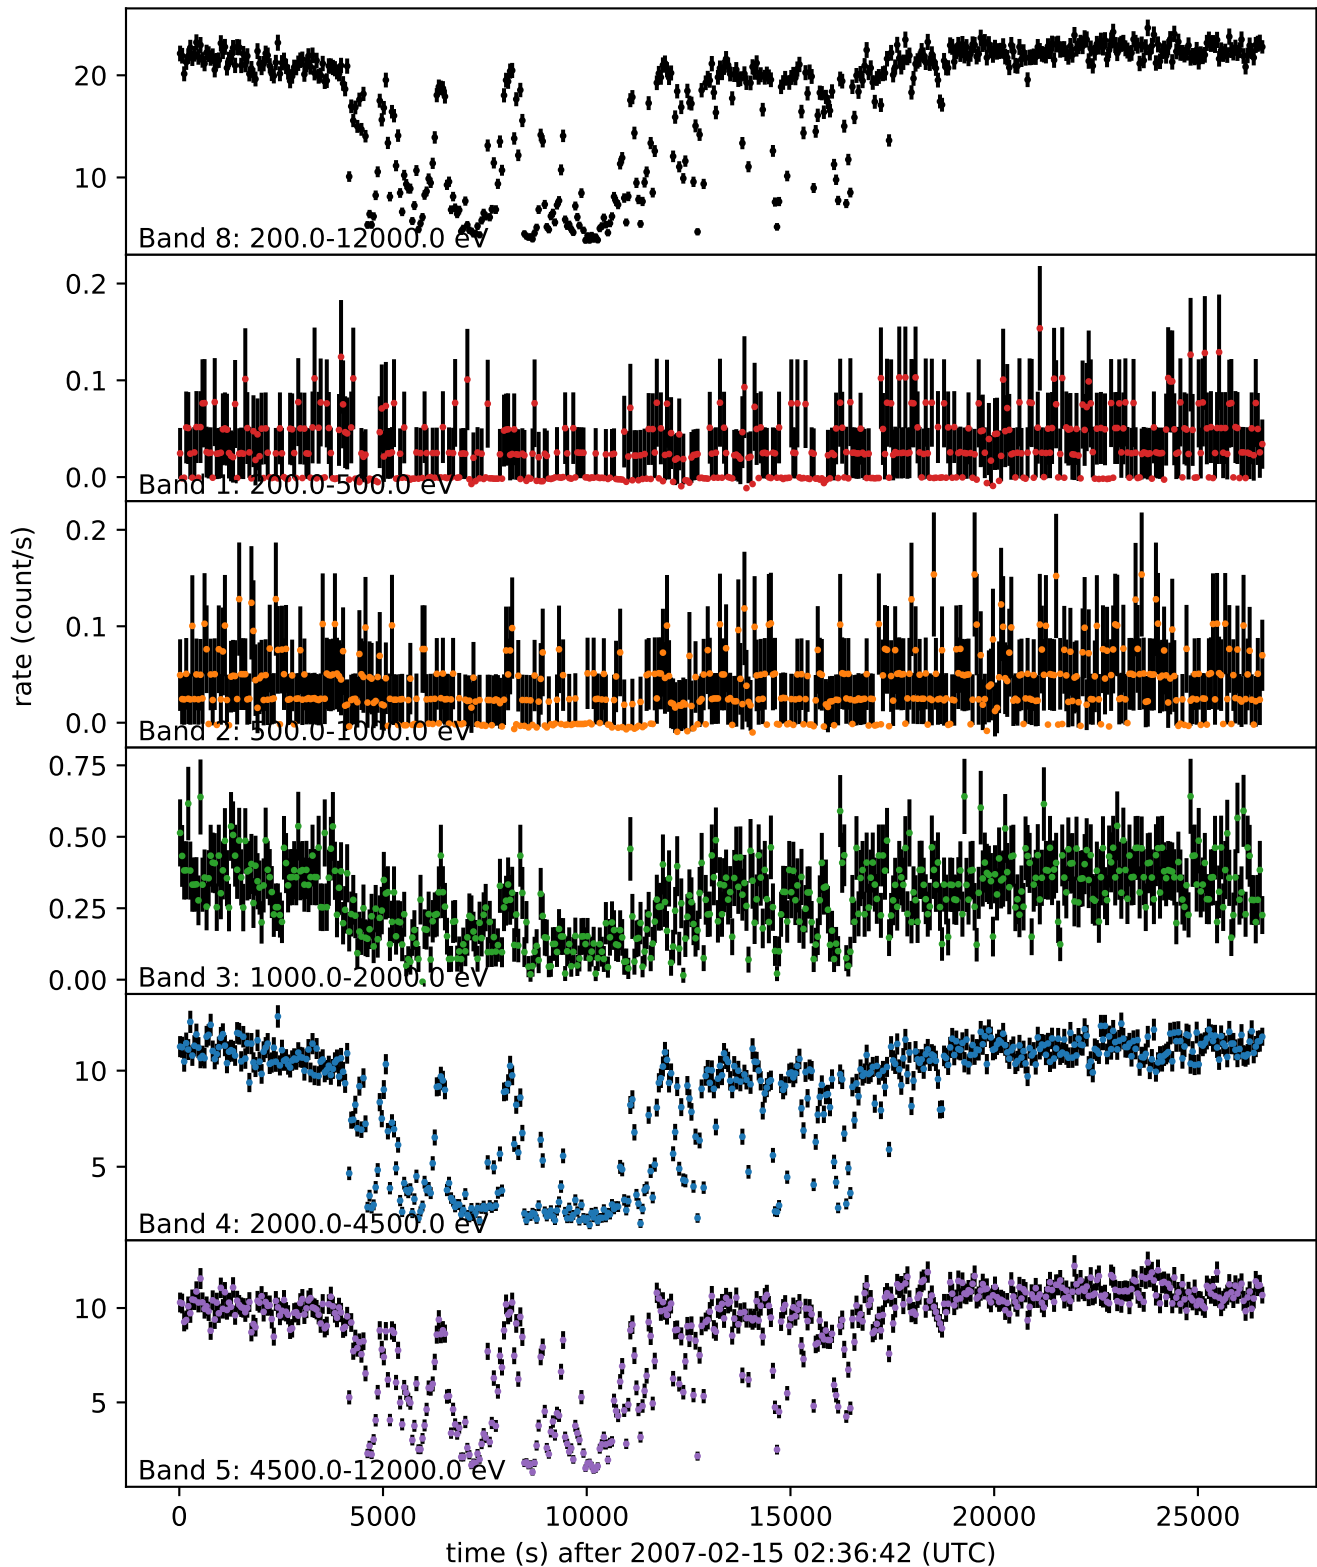 20
10
Band 8: 200.0-12000.0 eV
0.2
0.1
0.0
Band 1: 200.0-500.0 eV
0.2
0.1
0.0
Band 2: 500.0-1000.0 eV
rate (count/s)
0.75
0.50
0.25
0.00
Band 3: 1000.0-2000.0 eV
10
5
Band 4: 2000.0-4500.0 eV
10
5
Band 5: 4500.0-12000.0 eV
0 5000 10000 15000 20000 25000
time (s) after 2007-02-15 02:36:42 (UTC)